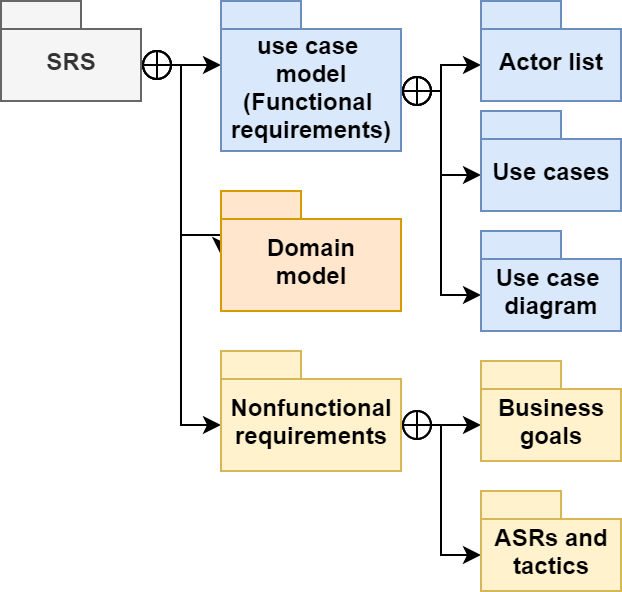 SRS
use case
model
(Functional
requirements)
Actor list
Use cases
Use case
diagram
Domain
model
Nonfunctional
requirements
Business
goals
ASRs and
tactics